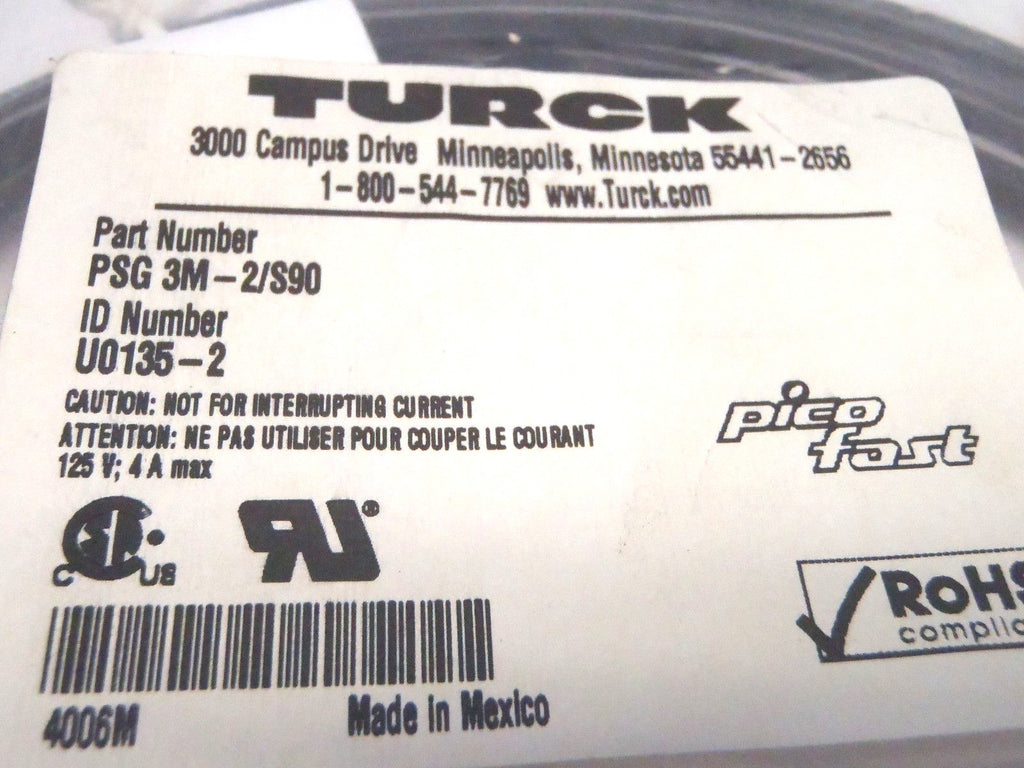 TURCK
3000 Campus Drive Minneapolis, Minnesota 55441-2656
1-800-544-7769 www.Turck.com
Part Number
PSG 3M-2/S90
ID Number
U0135-2
CAUTION: NOT FOR INTERRUPTING CURRENT
ATTENTION: NE PAS UTILISER POUR COUPER LE COURANT
125 V; 4 A max
pico
fast
C SA US
RU®
RoHS
complia
4006M
Made in Mexico